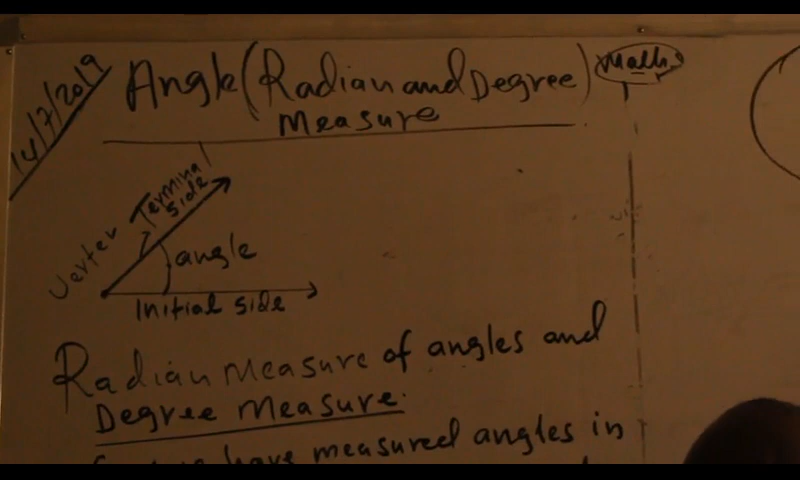 14/7/2019
Angle (Radian and Degree)
Measure
Maths
Terminal
side
Vertex
angle
Initial side
Radian Measure of angles and
Degree Measure.
have measured angles in